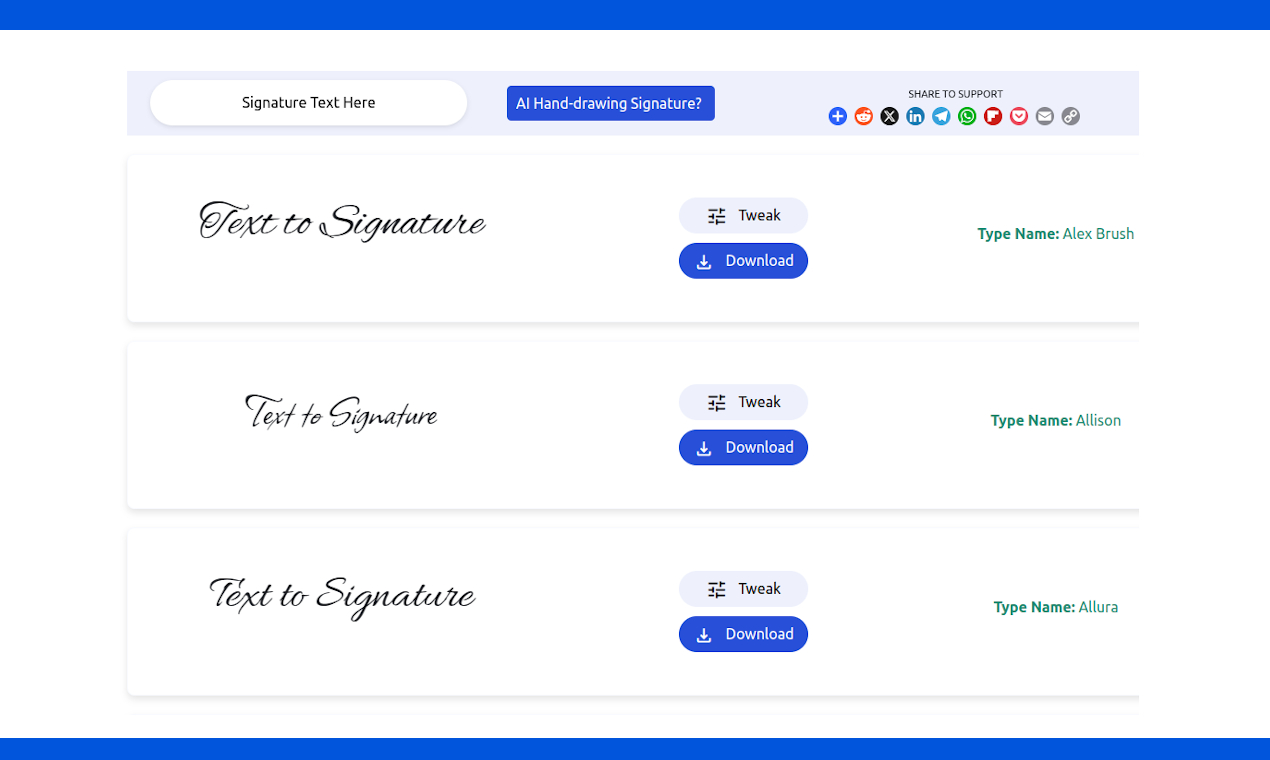 Signature Text Here
AI Hand-drawing Signature?
SHARE TO SUPPORT
Text to Signature
Tweak
Download
Type Name: Alex Brush
Text to Signature
Tweak
Download
Type Name: Allison
Text to Signature
Tweak
Download
Type Name: Allura